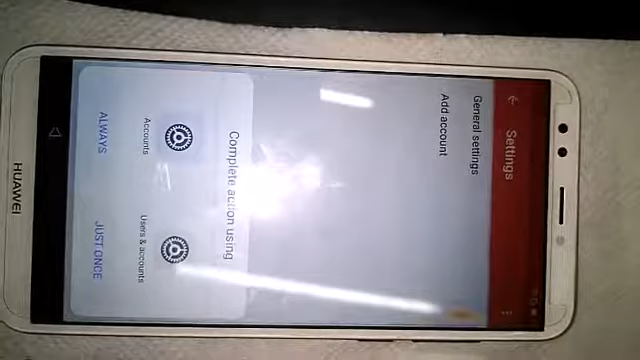 Settings
General settings
Add account
Complete action using
Accounts
Users & accounts
ALWAYS
JUST ONCE
HUAWEI